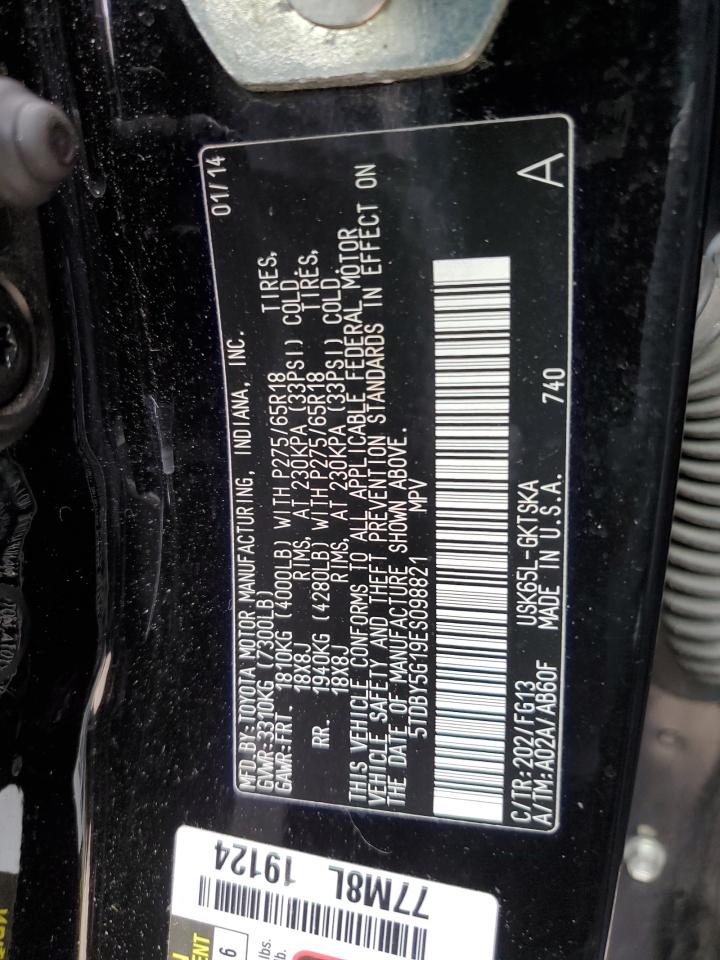 MFD.BY:TOYOTA MOTOR MANUFACTURING, INDIANA, INC. 01/14
GVWR:3310KG (7300LB)
GAWR:FRT. 1810KG (4000LB) WITH P275/65R18 TIRES,
18X8J RIMS, AT 230KPA (33PSI) COLD.
RR. 1940KG (4280LB) WITH P275/65R18 TIRES,
18X8J RIMS, AT 230KPA (33PSI) COLD.
THIS VEHICLE CONFORMS TO ALL APPLICABLE FEDERAL MOTOR
VEHICLE SAFETY AND THEFT PREVENTION STANDARDS IN EFFECT ON
THE DATE OF MANUFACTURE SHOWN ABOVE.
5TDBY5G19ES098821 MPV
C/TR:202/FG13 USK65L-GKTSKA A
A/TM:A02A/AB60F MADE IN U.S.A. 740
19124
77M8L
6
lbs.